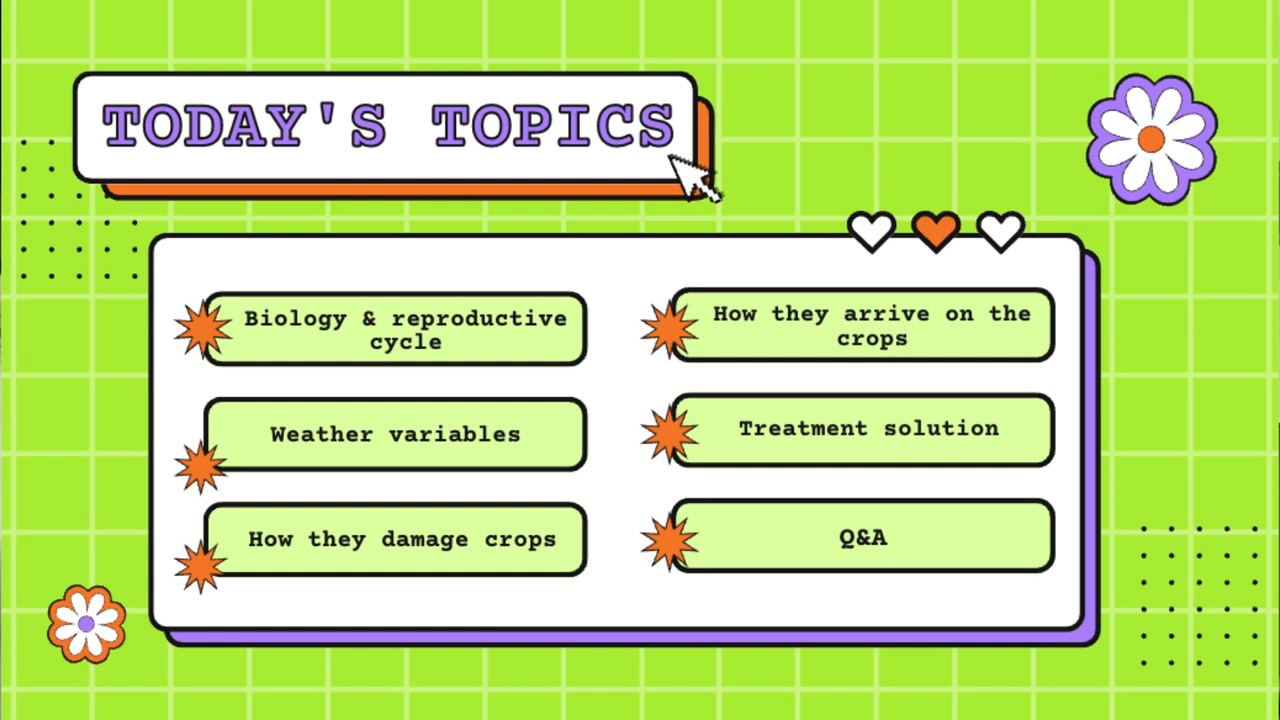 TODAY'S TOPICS
Biology & reproductive
cycle
Weather variables
How they damage crops
How they arrive on the
crops
Treatment solution
Q&A